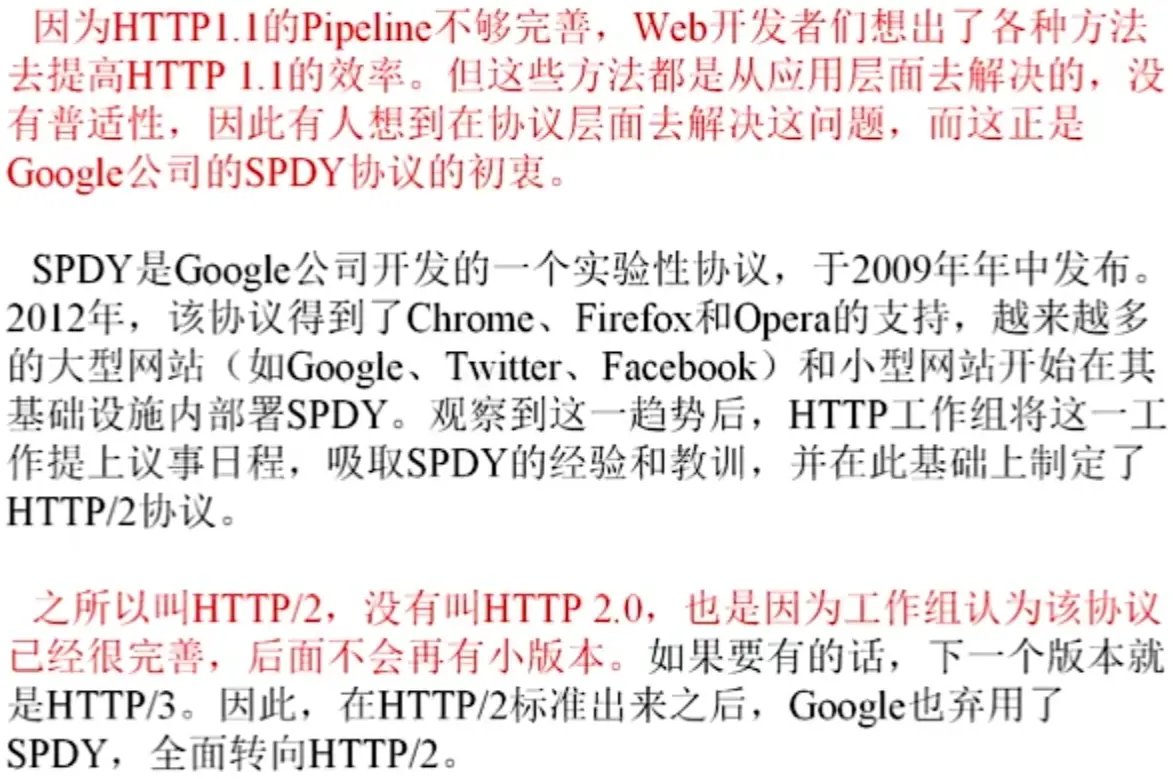 因为HTTP1.1的Pipeline不够完善，Web开发者们想出了各种方法
去提高HTTP 1.1的效率。但这些方法都是从应用层面去解决的，没
有普适性，因此有人想到在协议层面去解决这问题，而这正是
Google公司的SPDY协议的初衷。
SPDY是Google公司开发的一个实验性协议，于2009年年中发布。
2012年，该协议得到了Chrome、Firefox和Opera的支持，越来越多
的大型网站（如Google、Twitter、Facebook）和小型网站开始在其
基础设施内部署SPDY。观察到这一趋势后，HTTP工作组将这一工
作提上议事日程，吸取SPDY的经验和教训，并在此基础上制定了
HTTP/2协议。
之所以叫HTTP/2，没有叫HTTP 2.0，也是因为工作组认为该协议
已经很完善，后面不会再有小版本。如果要有的话，下一个版本就
是HTTP/3。因此，在HTTP/2标准出来之后，Google也弃用了
SPDY，全面转向HTTP/2。